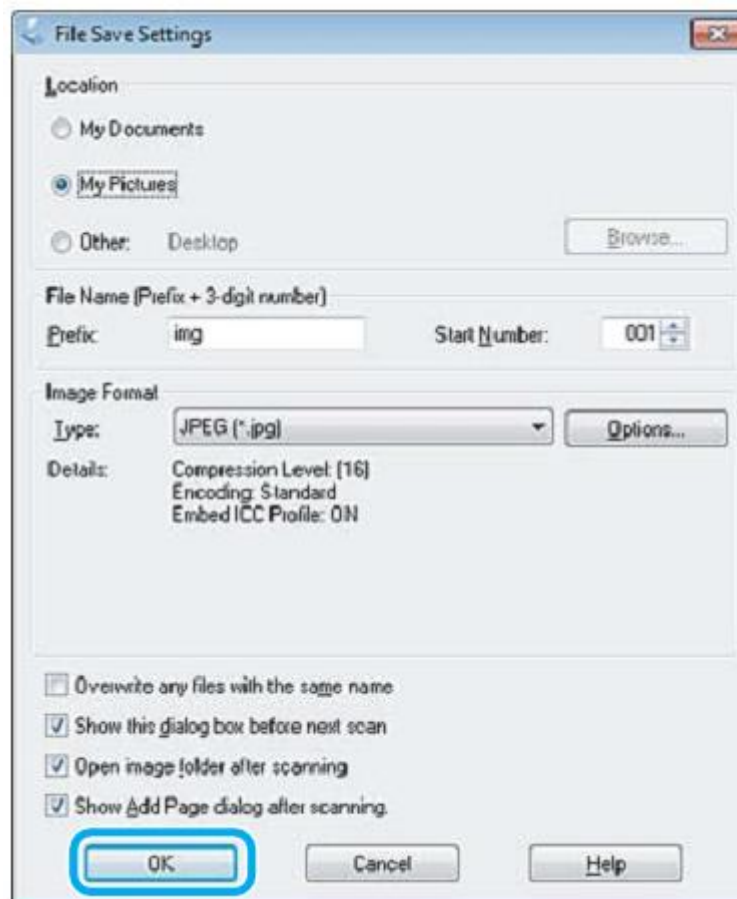 File Save Settings
Location
My Documents
My Pictures
Other: Desktop Browse...
File Name (Prefix + 3-digit number)
Prefix: img Start Number: 001
Image Format
Type: JPEG (*.jpg) Options...
Details: Compression Level: [16]
Encoding: Standard
Embed ICC Profile: ON
Overwrite any files with the same name
Show this dialog box before next scan
Open image folder after scanning
Show Add Page dialog after scanning.
OK Cancel Help